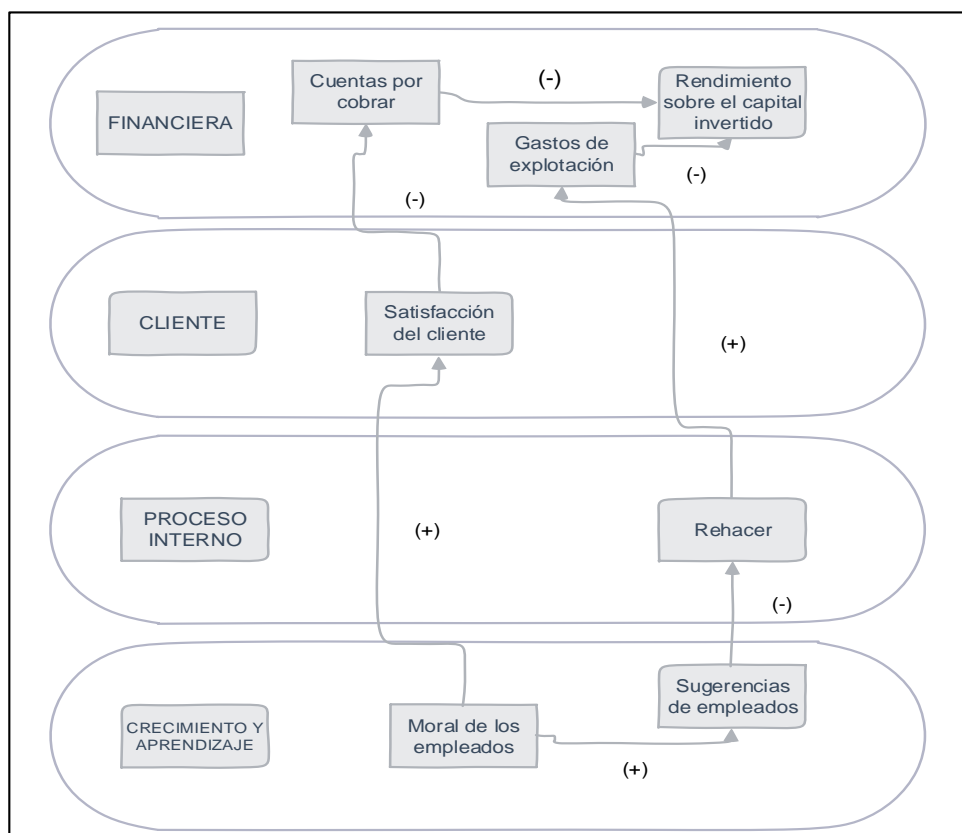 FINANCIERA
Cuentas por
cobrar
(-)
Rendimiento
sobre el capital
invertido
Gastos de
explotación
(-)
(-)
CLIENTE
Satisfacción
del cliente
(+)
PROCESO
INTERNO
(+)
Rehacer
(-)
CRECIMIENTO Y
APRENDIZAJE
Moral de los
empleados
(+)
Sugerencias
de empleados